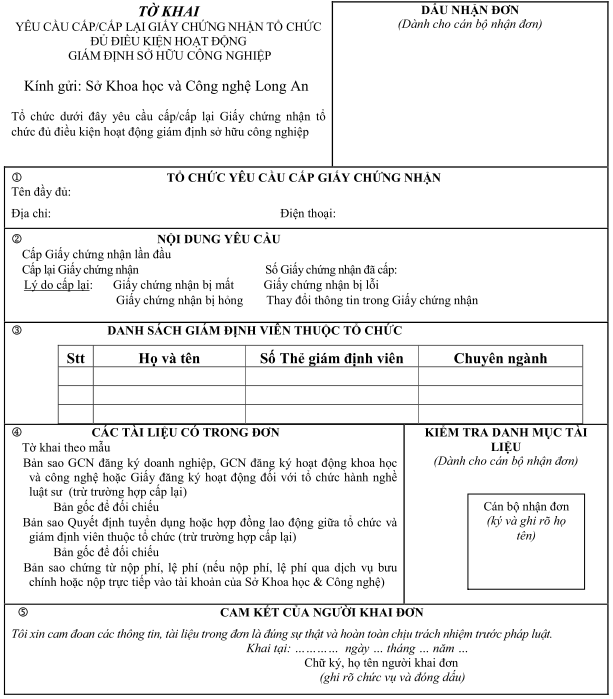 TỜ KHAI
YÊU CẦU CẤP/CẤP LẠI GIẤY CHỨNG NHẬN TỔ CHỨC
ĐỦ ĐIỀU KIỆN HOẠT ĐỘNG
GIÁM ĐỊNH SỞ HỮU CÔNG NGHIỆP
Kính gửi: Sở Khoa học và Công nghệ Long An
Tổ chức dưới đây yêu cầu cấp/cấp lại Giấy chứng nhận tổ
chức đủ điều kiện hoạt động giám định sở hữu công nghiệp
DẤU NHẬN ĐƠN
(Dành cho cán bộ nhận đơn)
① TỔ CHỨC YÊU CẦU CẤP GIẤY CHỨNG NHẬN
Tên đầy đủ:
Địa chỉ: Điện thoại:
② NỘI DUNG YÊU CẦU
Cấp Giấy chứng nhận lần đầu
Cấp lại Giấy chứng nhận Số Giấy chứng nhận đã cấp:
Lý do cấp lại: Giấy chứng nhận bị mất Giấy chứng nhận bị lỗi
Giấy chứng nhận bị hỏng Thay đổi thông tin trong Giấy chứng nhận
③ DANH SÁCH GIÁM ĐỊNH VIÊN THUỘC TỔ CHỨC
Stt Họ và tên Số Thẻ giám định viên Chuyên ngành
④ CÁC TÀI LIỆU CÓ TRONG ĐƠN
Tờ khai theo mẫu
Bản sao GCN đăng ký doanh nghiệp, GCN đăng ký hoạt động khoa học
và công nghệ hoặc Giấy đăng ký hoạt động đối với tổ chức hành nghề
luật sư (trừ trường hợp cấp lại)
Bản gốc để đối chiếu
Bản sao Quyết định tuyển dụng hoặc hợp đồng lao động giữa tổ chức và
giám định viên thuộc tổ chức (trừ trường hợp cấp lại)
Bản gốc để đối chiếu
Bản sao chứng từ nộp phí, lệ phí (nếu nộp phí, lệ phí qua dịch vụ bưu
chính hoặc nộp trực tiếp vào tài khoản của Sở Khoa học & Công nghệ)
KIỂM TRA DANH MỤC TÀI
LIỆU
(Dành cho cán bộ nhận đơn)
Cán bộ nhận đơn
(ký và ghi rõ họ
tên)
⑤ CAM KẾT CỦA NGƯỜI KHAI ĐƠN
Tôi xin cam đoan các thông tin, tài liệu trong đơn là đúng sự thật và hoàn toàn chịu trách nhiệm trước pháp luật.
Khai tại: ………… ngày … tháng … năm …
Chữ ký, họ tên người khai đơn
(ghi rõ chức vụ và đóng dấu)